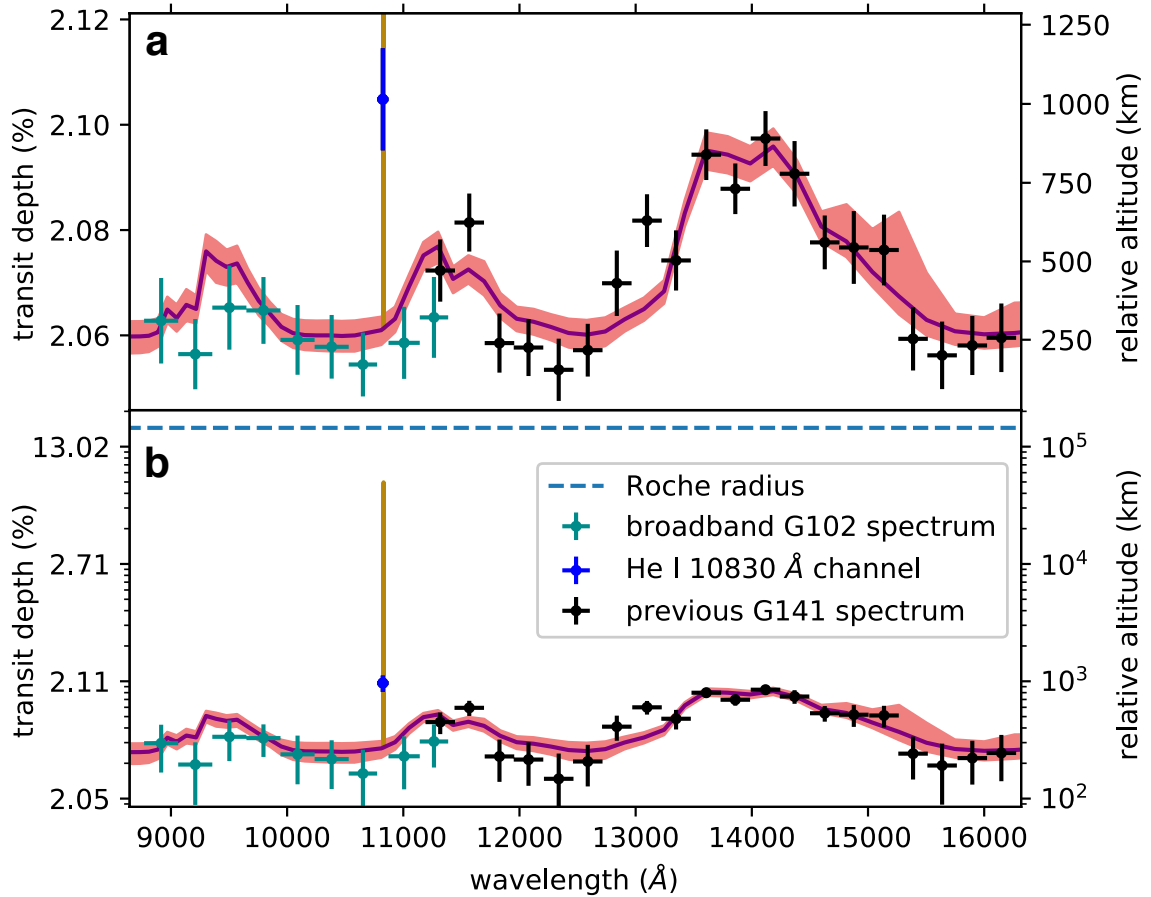 a
2.12
2.10
2.08
2.06
transit depth (%)
1250
1000
750
500
250
relative altitude (km)
b
13.02
2.71
2.11
2.05
transit depth (%)
10⁵
10⁴
10³
10²
relative altitude (km)
Roche radius
broadband G102 spectrum
He I 10830 Å channel
previous G141 spectrum
9000 10000 11000 12000 13000 14000 15000 16000
wavelength (Å)